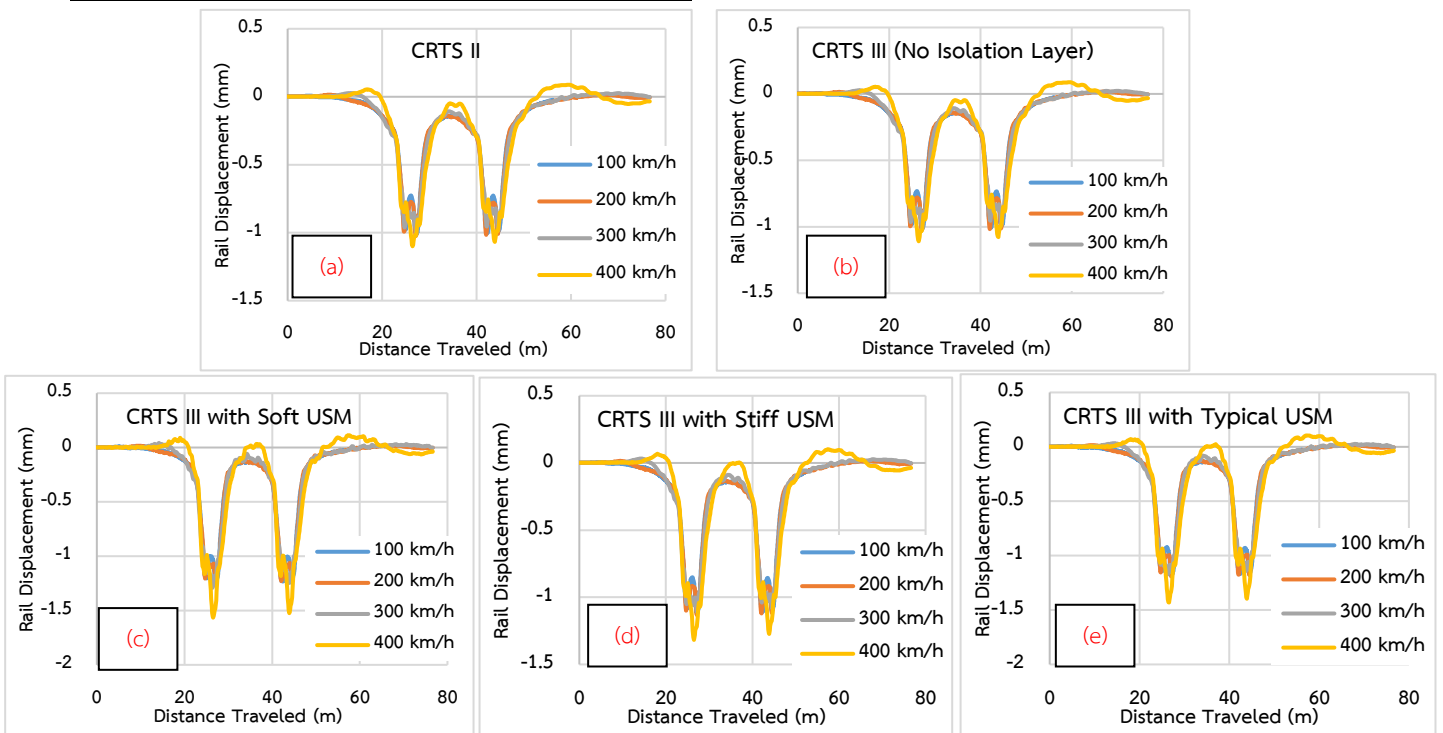 CRTS II
Rail Displacement (mm)
0.5
0
-0.5
-1
-1.5
0 20 40 60 80
Distance Traveled (m)
100 km/h
200 km/h
300 km/h
400 km/h
(a)
CRTS III (No Isolation Layer)
Rail Displacement (mm)
0.5
0
-0.5
-1
-1.5
0 20 40 60 80
Distance Traveled (m)
100 km/h
200 km/h
300 km/h
400 km/h
(b)
CRTS III with Soft USM
Rail Displacement (mm)
0.5
0
-0.5
-1
-1.5
-2
0 20 40 60 80
Distance Traveled (m)
100 km/h
200 km/h
300 km/h
400 km/h
(c)
CRTS III with Stiff USM
Rail Displacement (mm)
0.5
0
-0.5
-1
-1.5
0 20 40 60 80
Distance Traveled (m)
100 km/h
200 km/h
300 km/h
400 km/h
(d)
CRTS III with Typical USM
Rail Displacement (mm)
0.5
0
-0.5
-1
-1.5
-2
0 20 40 60 80
Distance Traveled (m)
100 km/h
200 km/h
300 km/h
400 km/h
(e)